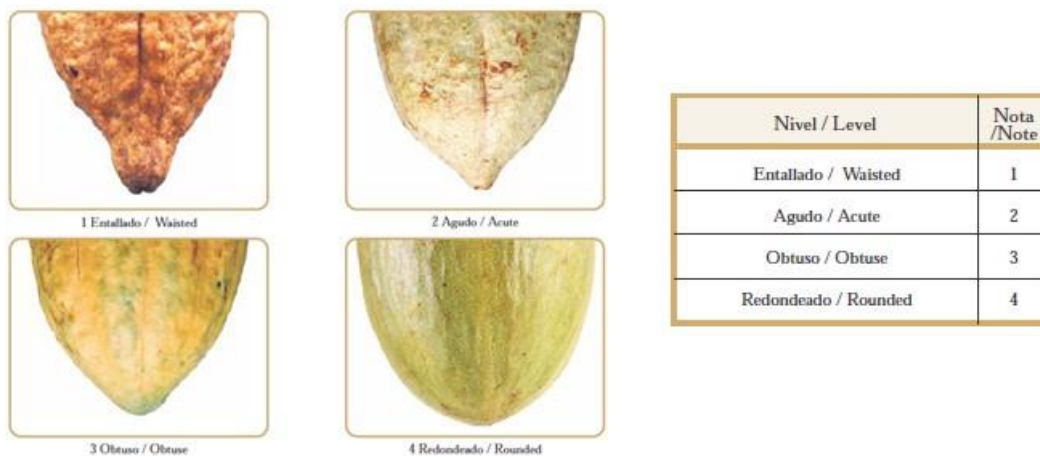 1 Entallado / Waisted
2 Agudo / Acute
3 Obtuso / Obtuse
4 Redondeado / Rounded
Nivel / Level Nota /Note
Entallado / Waisted 1
Agudo / Acute 2
Obtuso / Obtuse 3
Redondeado / Rounded 4